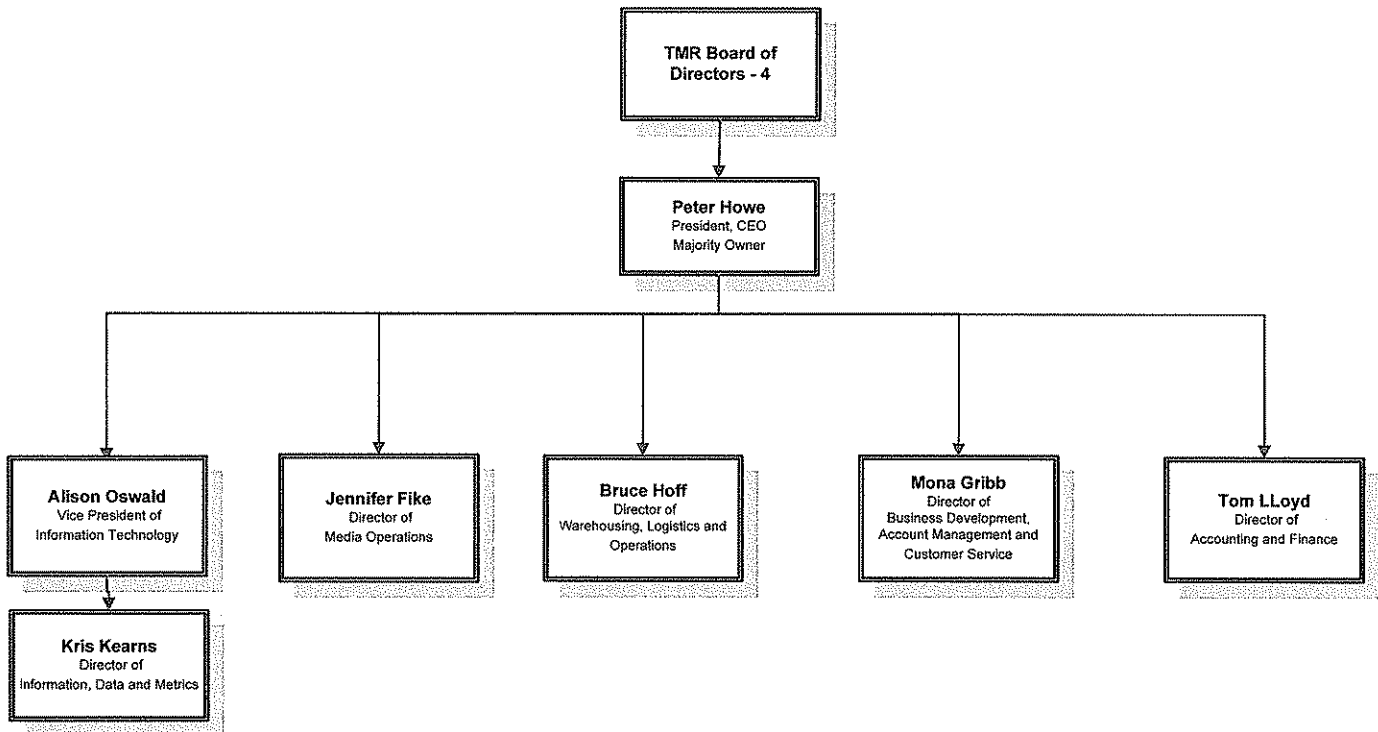 TMR Board of
Directors - 4
Peter Howe
President, CEO
Majority Owner
Alison Oswald
Vice President of
Information Technology
Jennifer Fike
Director of
Media Operations
Bruce Hoff
Director of
Warehousing, Logistics and
Operations
Mona Gribb
Director of
Business Development,
Account Management and
Customer Service
Tom LLoyd
Director of
Accounting and Finance
Kris Kearns
Director of
Information, Data and Metrics